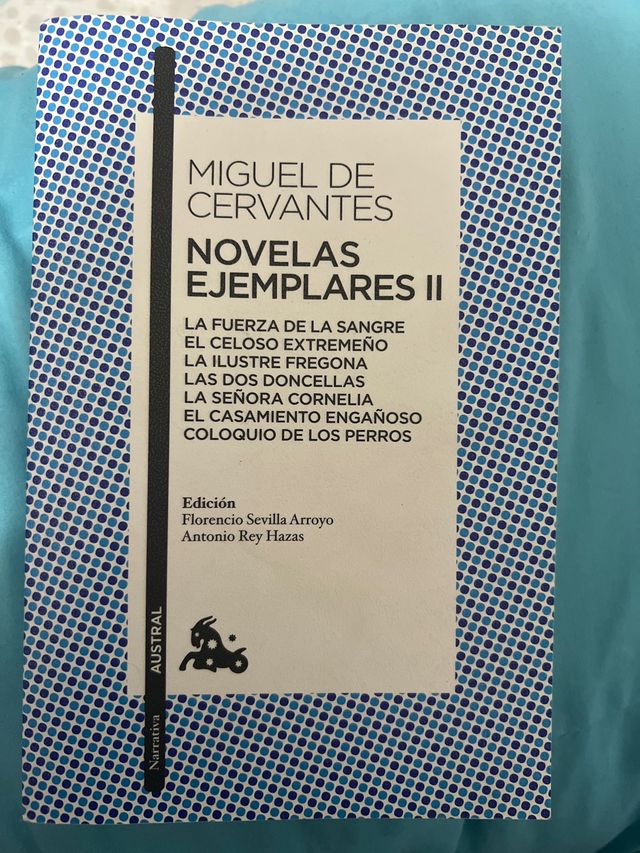 MIGUEL DE
CERVANTES
NOVELAS
EJEMPLARES II
LA FUERZA DE LA SANGRE
EL CELOSO EXTREMEÑO
LA ILUSTRE FREGONA
LAS DOS DONCELLAS
LA SEÑORA CORNELIA
EL CASAMIENTO ENGAÑOSO
COLOQUIO DE LOS PERROS
Edición
Florencio Sevilla Arroyo
Antonio Rey Hazas
AUSTRAL
Narrativa